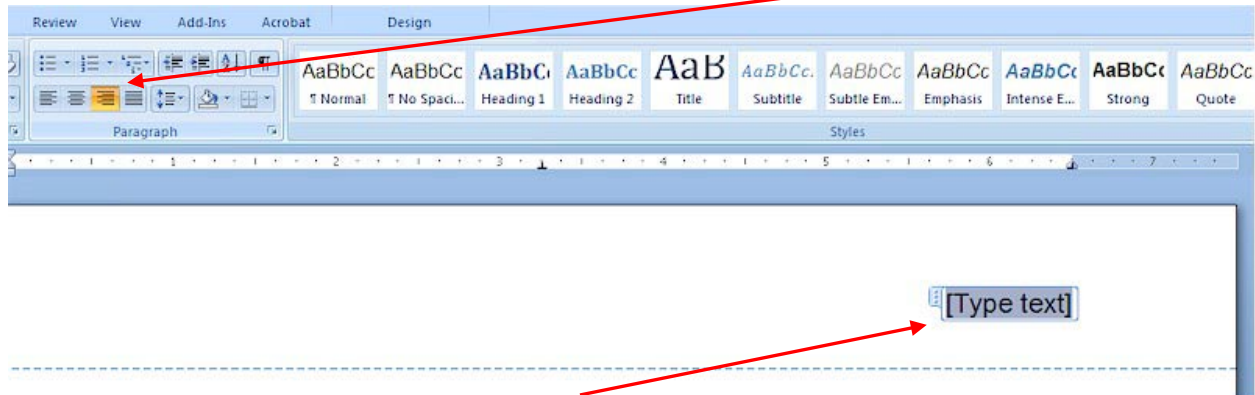 Review View Add-Ins Acrobat Design
AaBbCc AaBbCc AaBbC AaBbCc AaB AaBbCc. AaBbCc AaBbCc AaBbCc AaBbCc AaBbCc
¶ Normal ¶ No Spaci... Heading 1 Heading 2 Title Subtitle Subtle Em... Emphasis Intense E... Strong Quote
Paragraph Styles
1 2 3 4 5 6 7
[Type text]